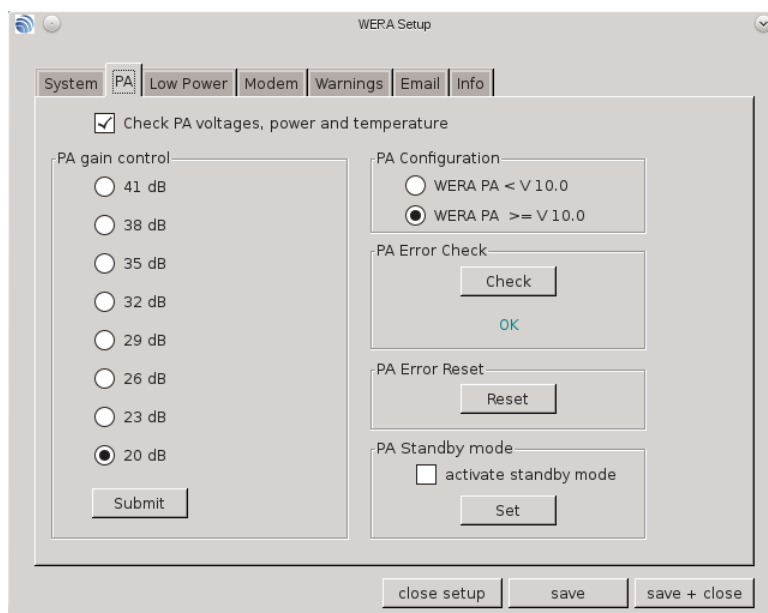 WERA Setup
System PA Low Power Modem Warnings Email Info
Check PA voltages, power and temperature
PA gain control
41 dB
38 dB
35 dB
32 dB
29 dB
26 dB
23 dB
20 dB
Submit
PA Configuration
WERA PA < V 10.0
WERA PA >= V 10.0
PA Error Check
Check
OK
PA Error Reset
Reset
PA Standby mode
activate standby mode
Set
close setup save save + close